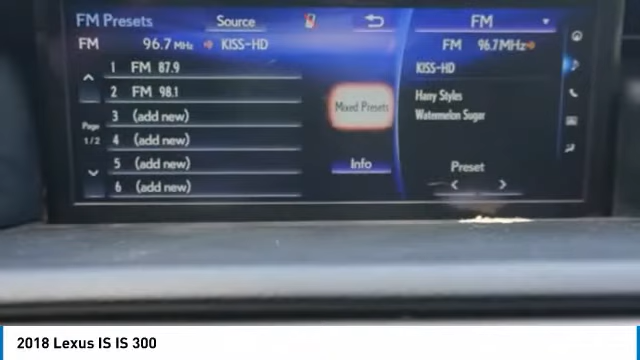 FM Presets Source FM
FM 96.7 MHz KISS-HD FM 96.7MHz
1 FM 87.9 KISS-HD
2 FM 98.1 Mixed Presets Harry Styles
3 (add new) Watermelon Sugar
Page
1/2 4 (add new)
5 (add new) Info Preset
6 (add new)
2018 Lexus IS IS 300